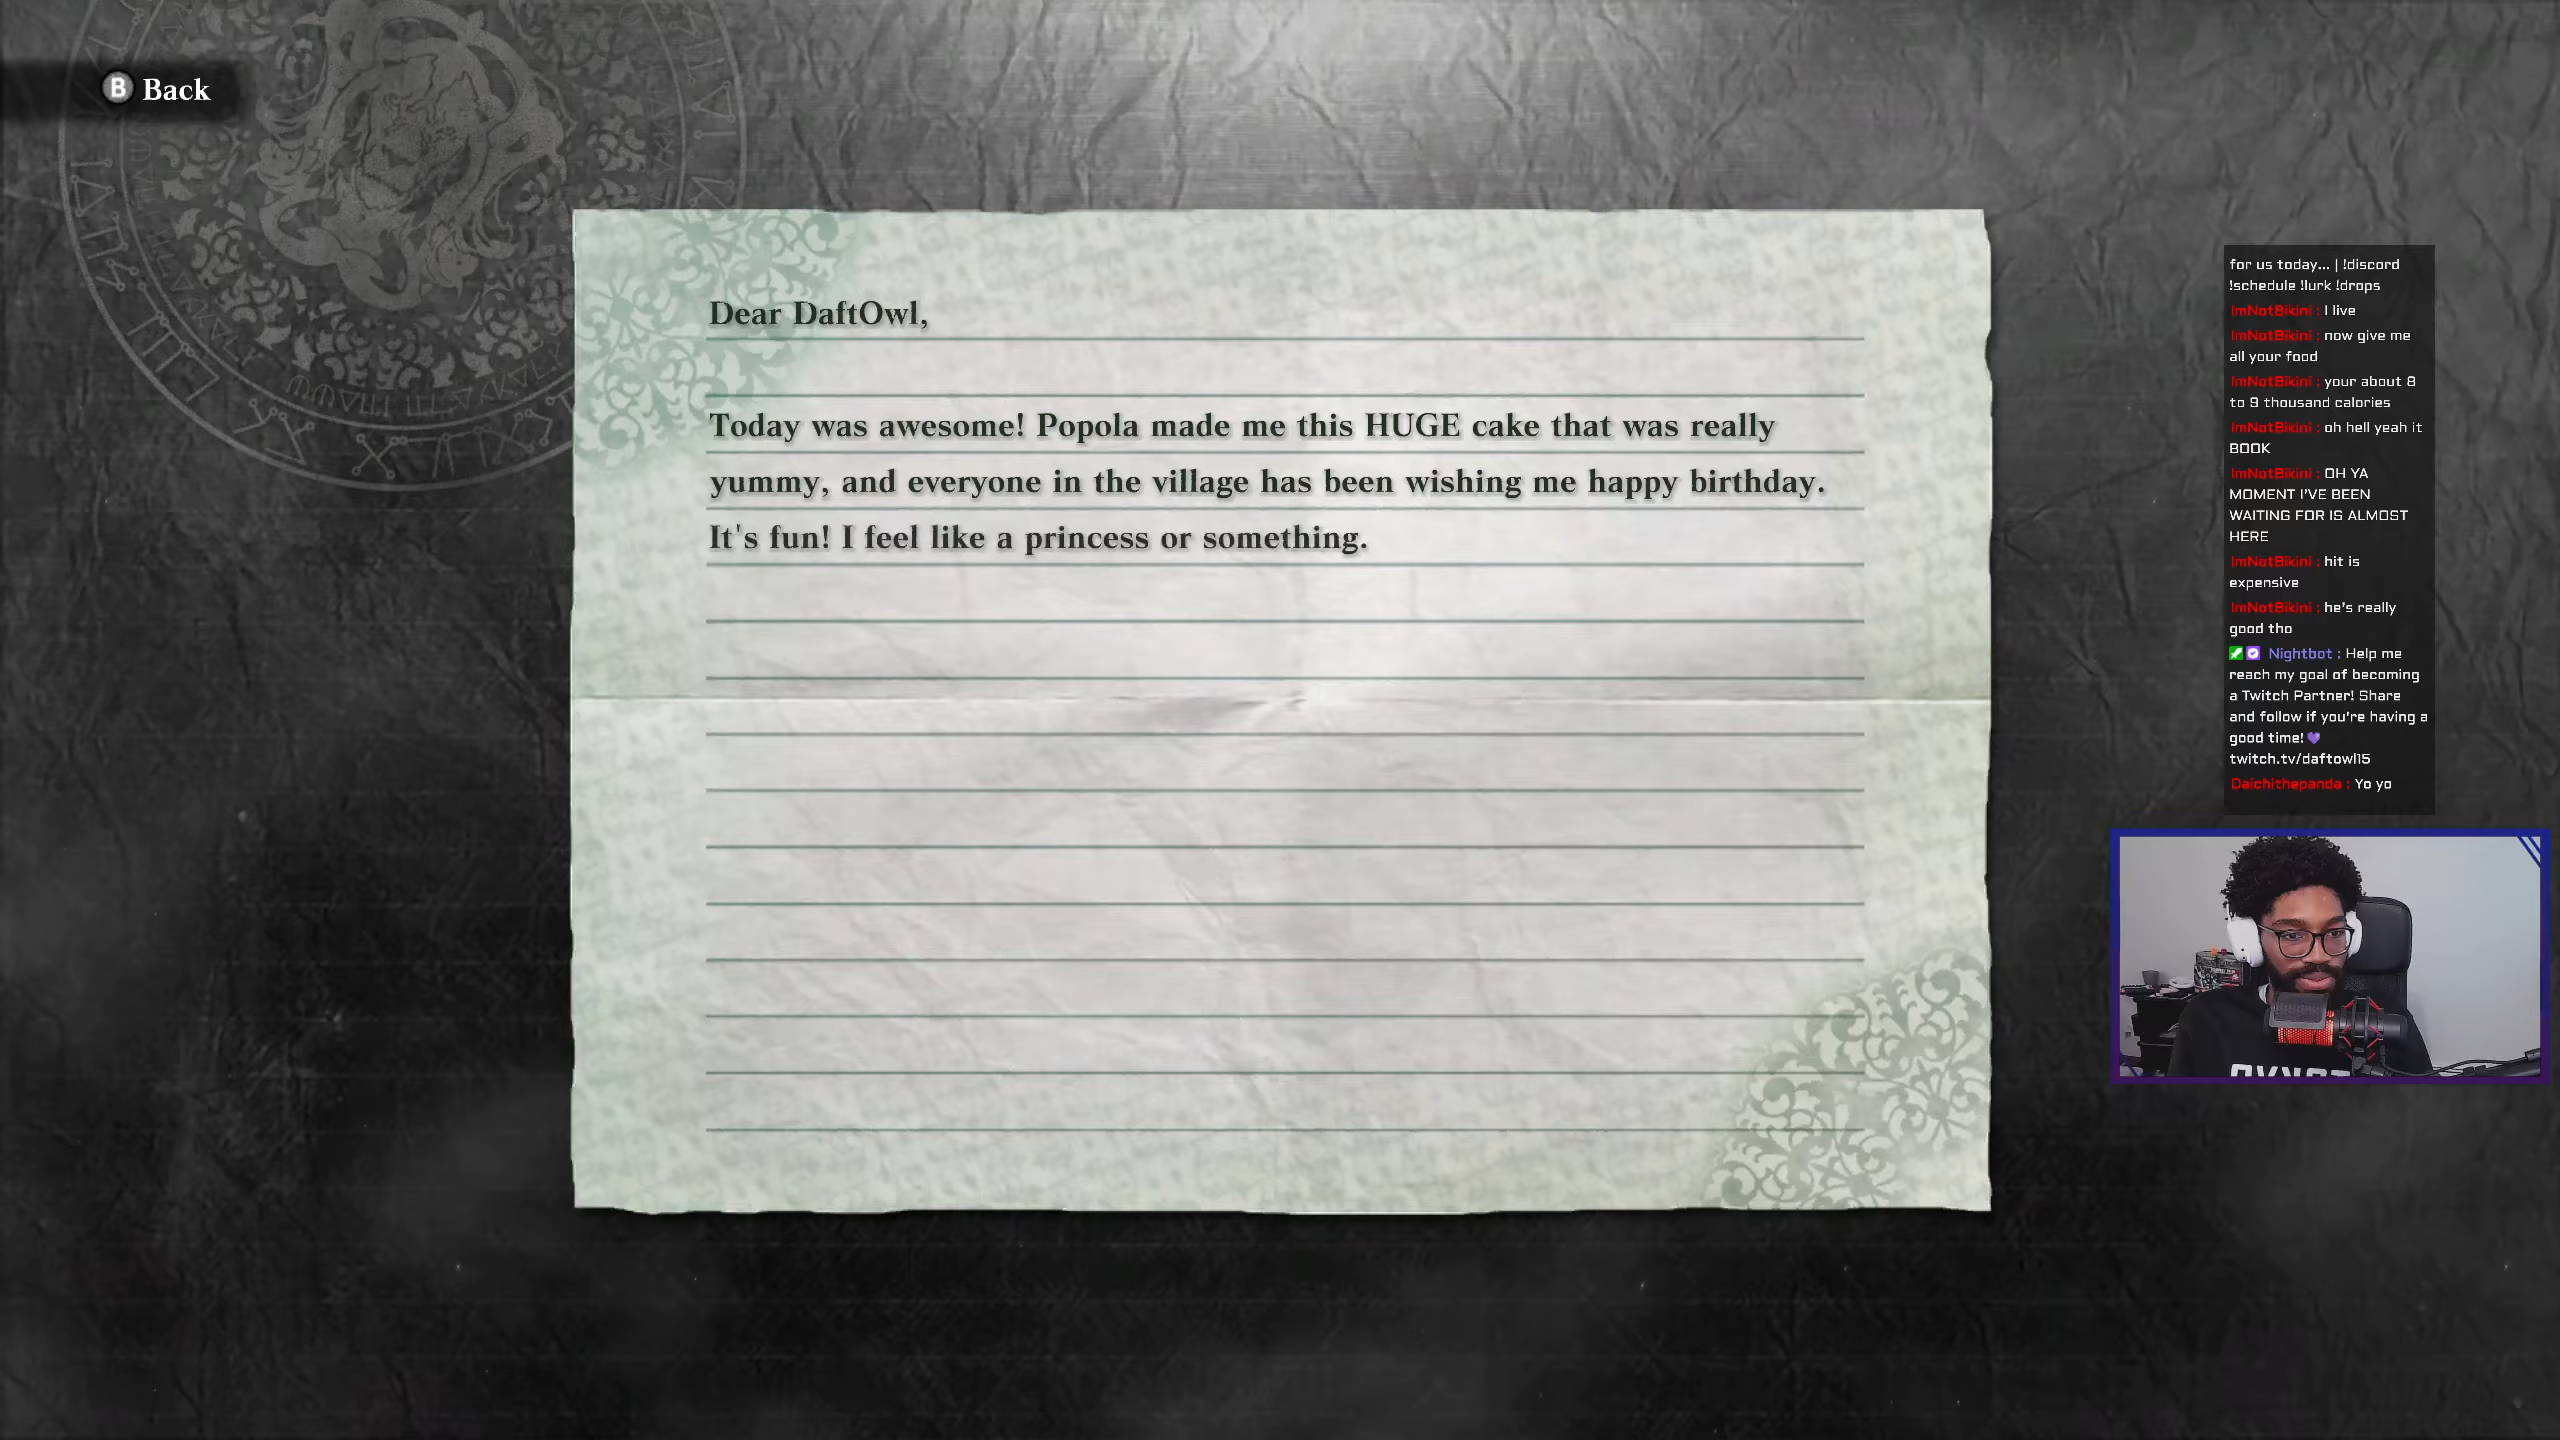 B Back
Dear DaftOwl,
Today was awesome! Popola made me this HUGE cake that was really
yummy, and everyone in the village has been wishing me happy birthday.
It's fun! I feel like a princess or something.
for us today... | !discord
!schedule !lurk !drops
ImNotBikini : I live
ImNotBikini : now give me
all your food
ImNotBikini : your about 8
to 9 thousand calories
ImNotBikini : oh hell yeah it
BOOK
ImNotBikini : OH YA
MOMENT I'VE BEEN
WAITING FOR IS ALMOST
HERE
ImNotBikini : hit is
expensive
ImNotBikini : he's really
good tho
Nightbot : Help me
reach my goal of becoming
a Twitch Partner! Share
and follow if you're having a
good time!💜
twitch.tv/daftowl15
Daichithepanda : Yo yo